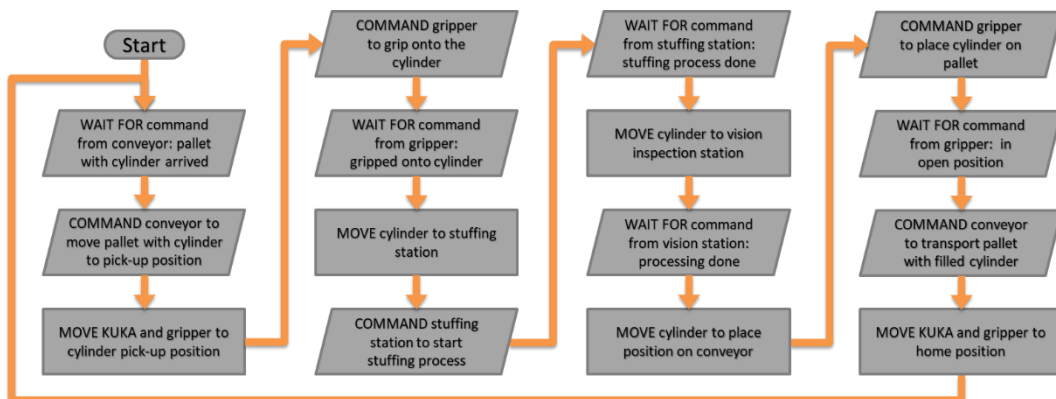 Start
WAIT FOR command
from conveyor: pallet
with cylinder arrived
COMMAND conveyor to
move pallet with cylinder
to pick-up position
MOVE KUKA and gripper to
cylinder pick-up position
COMMAND gripper
to grip onto the
cylinder
WAIT FOR command
from gripper:
gripped onto cylinder
MOVE cylinder to stuffing
station
COMMAND stuffing
station to start
stuffing process
WAIT FOR command
from stuffing station:
stuffing process done
MOVE cylinder to vision
inspection station
WAIT FOR command
from vision station:
processing done
MOVE cylinder to place
position on conveyor
COMMAND gripper
to place cylinder on
pallet
WAIT FOR command
from gripper: in
open position
COMMAND conveyor
to transport pallet
with filled cylinder
MOVE KUKA and gripper to
home position